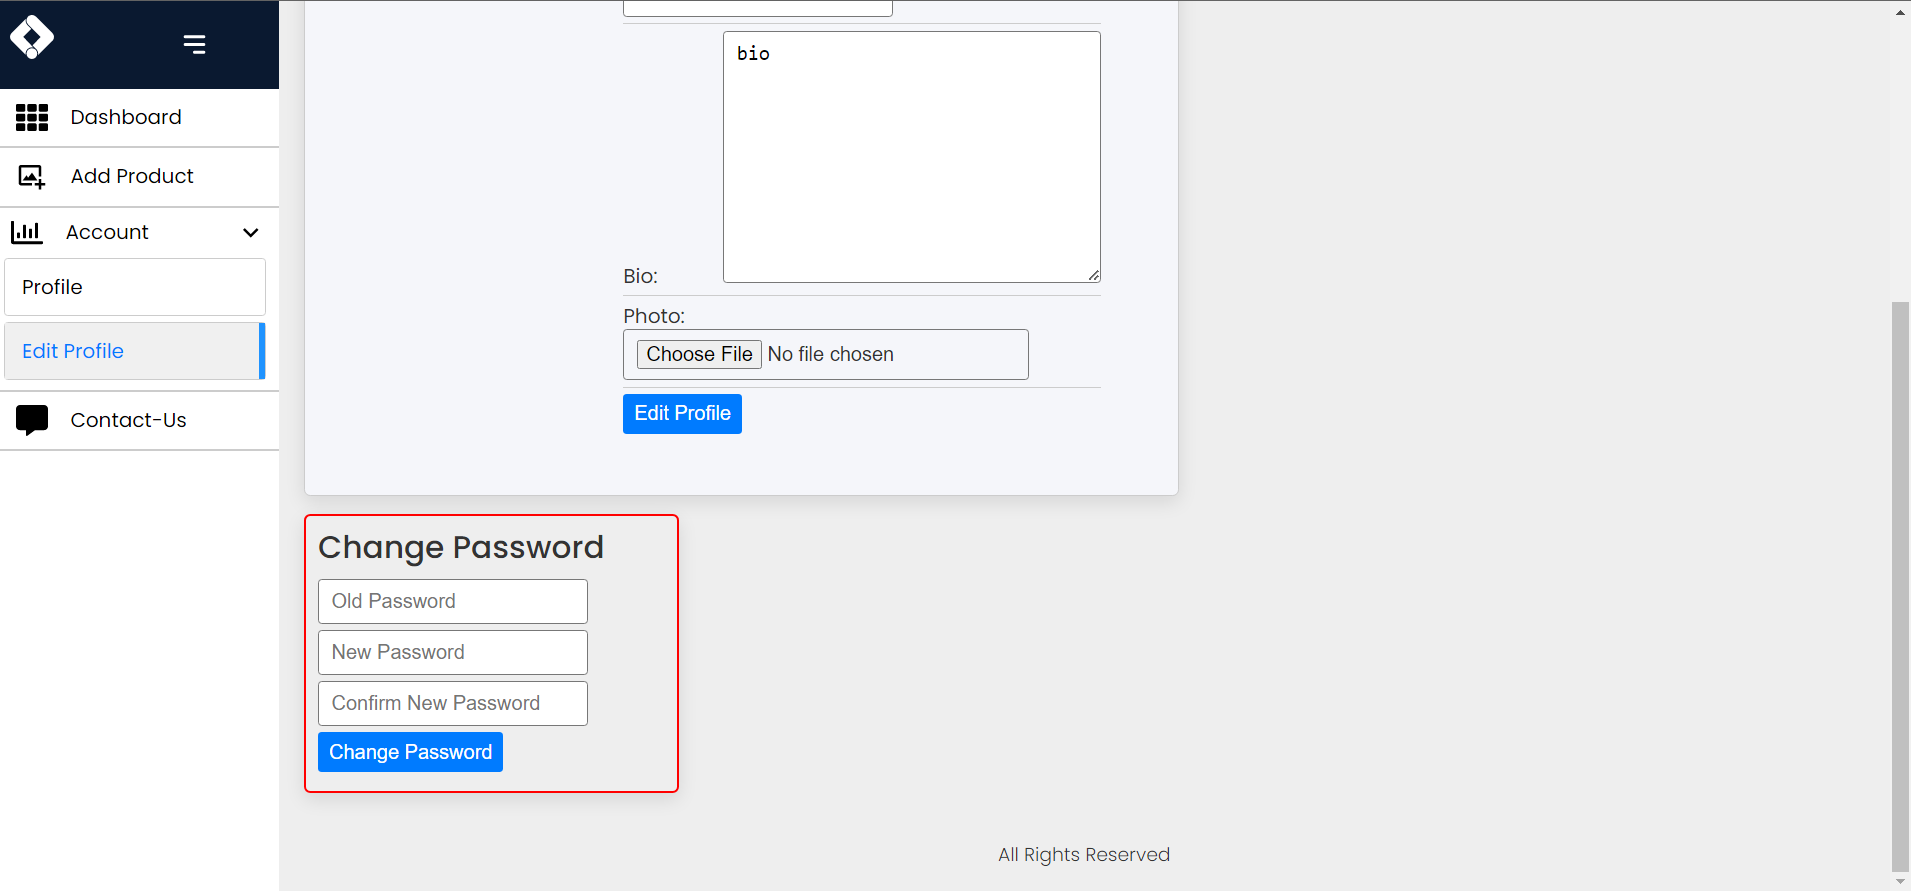 Dashboard
Add Product
Account
Profile
Edit Profile
Contact-Us
bio
Bio:
Photo:
Choose File No file chosen
Edit Profile
Change Password
Old Password
New Password
Confirm New Password
Change Password
All Rights Reserved